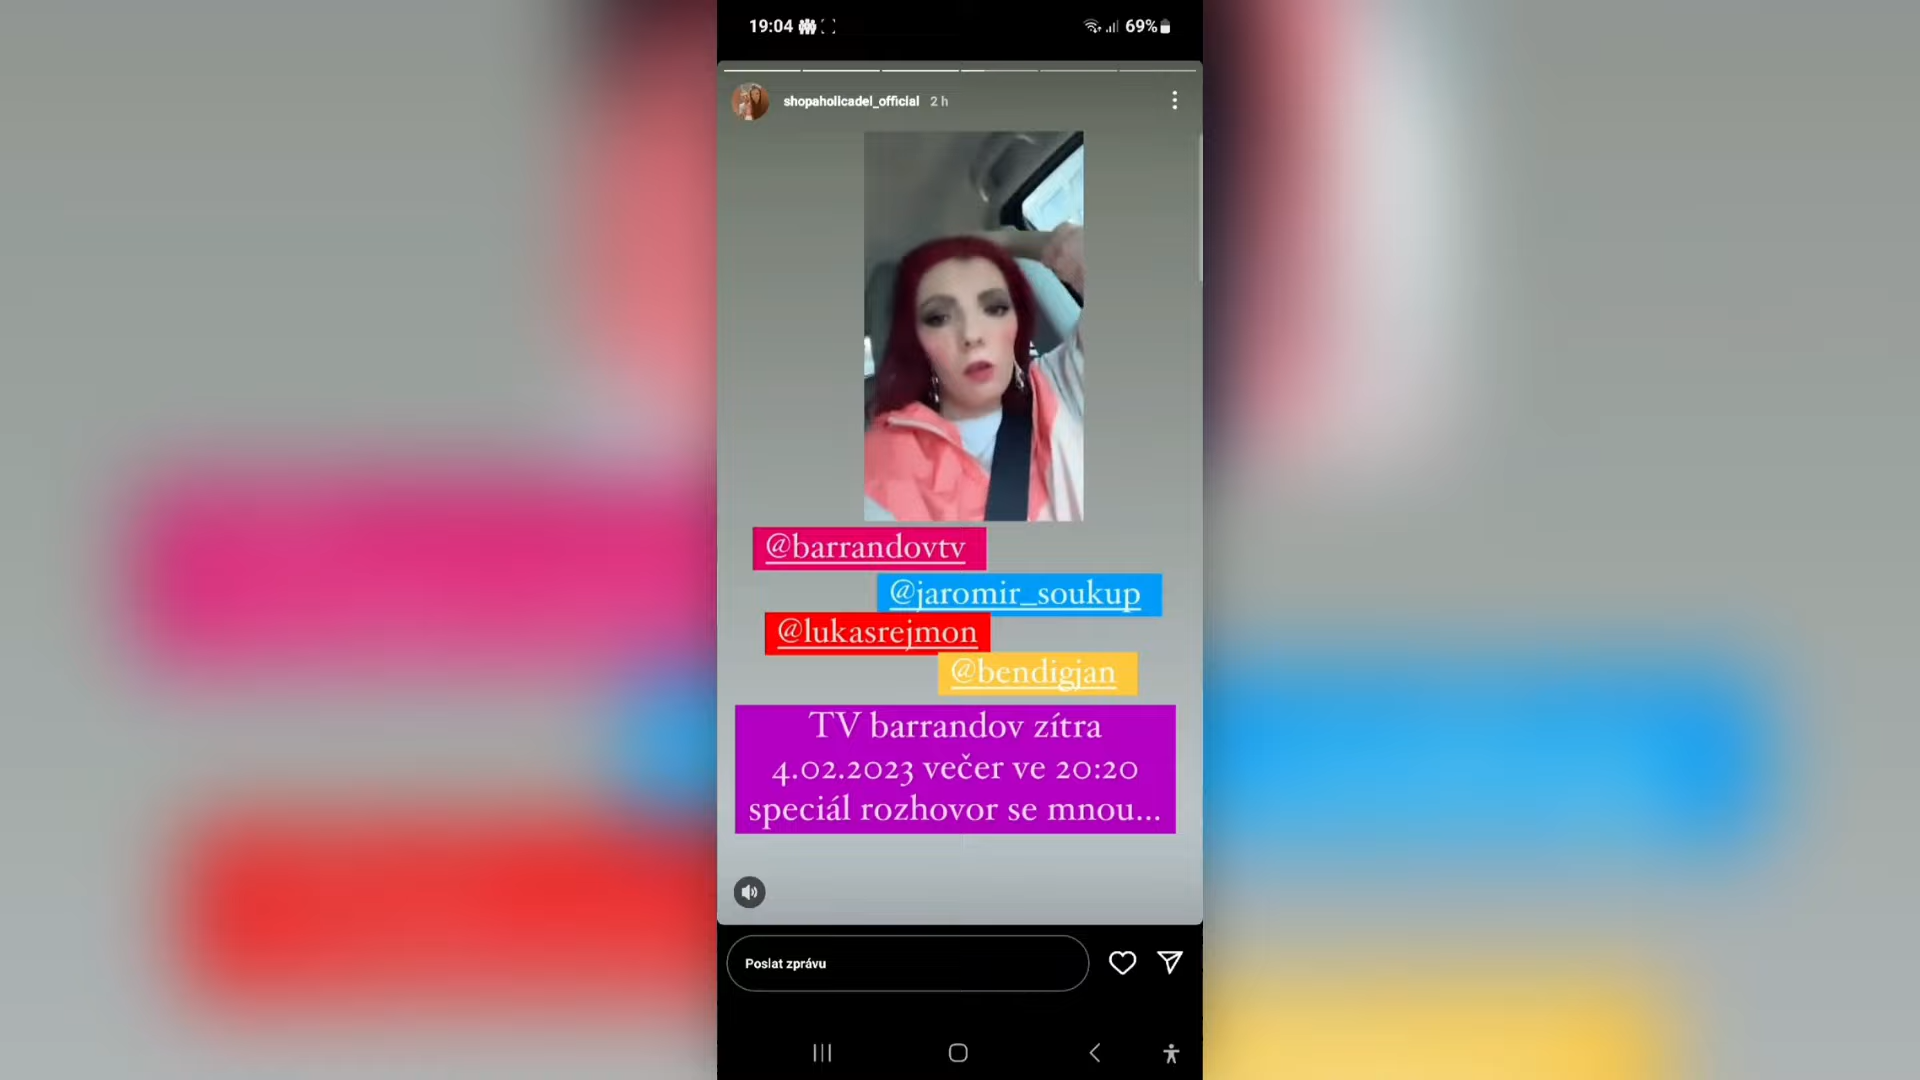 19:04
69%
shopaholicadel_official 2 h
@barrandovtv
@jaromir_soukup
@lukasrejmon
@bendigjan
TV barrandov zítra
4.02.2023 večer ve 20:20
speciál rozhovor se mnou...
Poslat zprávu